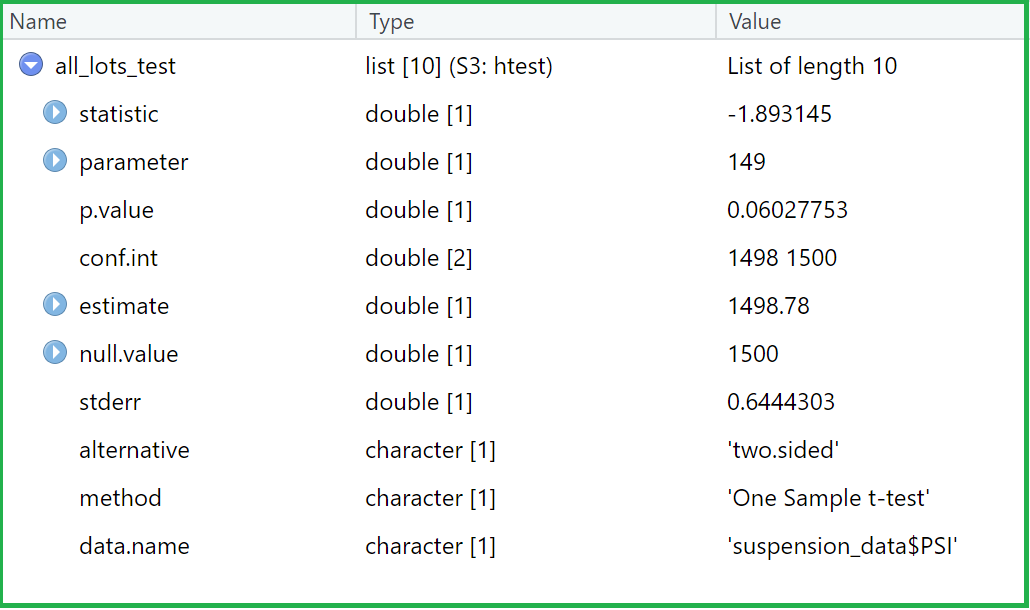 Name Type Value
all_lots_test list [10] (S3: htest) List of length 10
statistic double [1] -1.893145
parameter double [1] 149
p.value double [1] 0.06027753
conf.int double [2] 1498 1500
estimate double [1] 1498.78
null.value double [1] 1500
stderr double [1] 0.6444303
alternative character [1] 'two.sided'
method character [1] 'One Sample t-test'
data.name character [1] 'suspension_data$PSI'